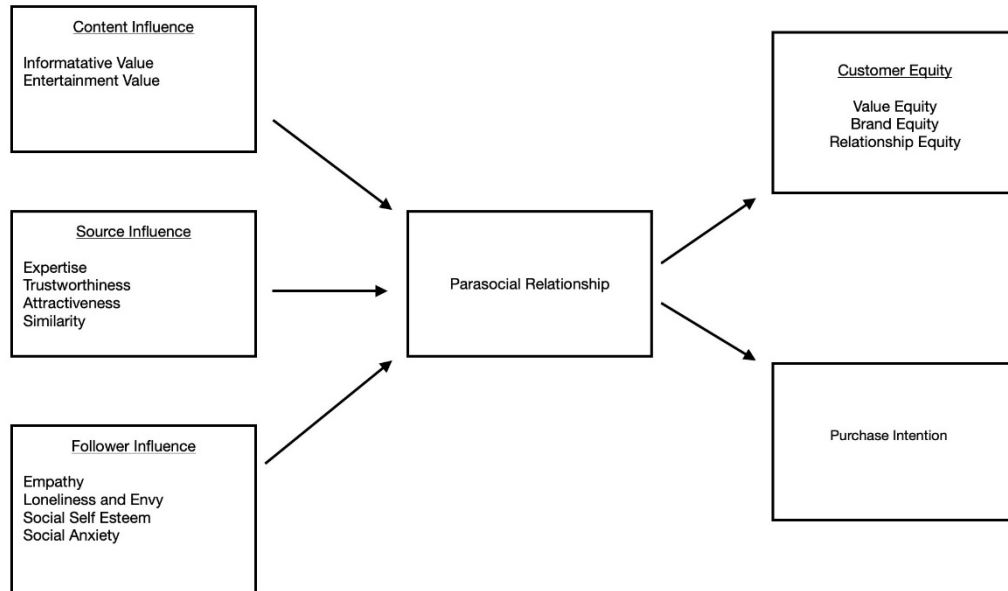 Content Influence
Informatative Value
Entertainment Value
Source Influence
Expertise
Trustworthiness
Attractiveness
Similarity
Follower Influence
Empathy
Loneliness and Envy
Social Self Esteem
Social Anxiety
Parasocial Relationship
Customer Equity
Value Equity
Brand Equity
Relationship Equity
Purchase Intention